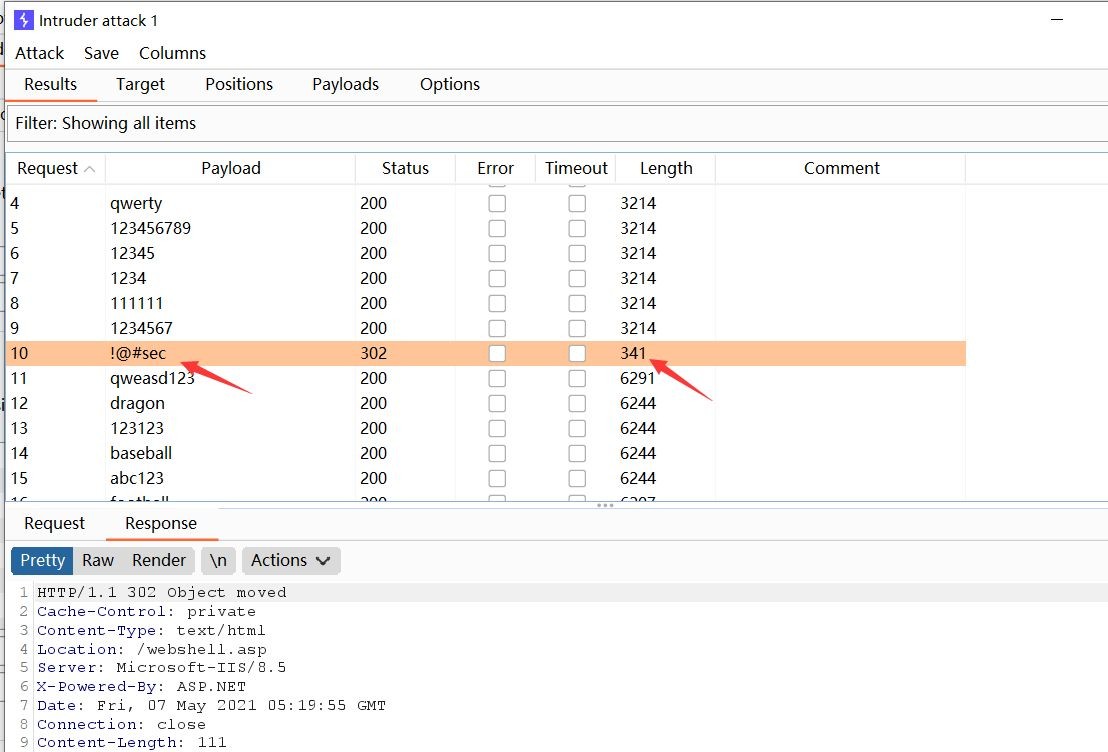 Intruder attack 1
Attack Save Columns
Results Target Positions Payloads Options
Filter: Showing all items
Request Payload Status Error Timeout Length Comment
4 qwerty 200 3214
5 123456789 200 3214
6 12345 200 3214
7 1234 200 3214
8 111111 200 3214
9 1234567 200 3214
10 !@#sec 302 341
11 qweasd123 200 6291
12 dragon 200 6244
13 123123 200 6244
14 baseball 200 6244
15 abc123 200 6244
16 football 200
Request Response
Pretty Raw Render \n Actions
1 HTTP/1.1 302 Object moved
2 Cache-Control: private
3 Content-Type: text/html
4 Location: /webshell.asp
5 Server: Microsoft-IIS/8.5
6 X-Powered-By: ASP.NET
7 Date: Fri, 07 May 2021 05:19:55 GMT
8 Connection: close
9 Content-Length: 111